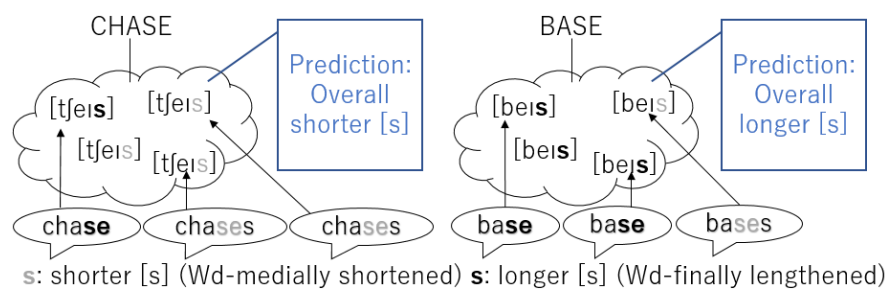 CHASE
[tʃeɪs]
[tʃeɪs]
[tʃeɪs]
[tʃeɪs]
Prediction:
Overall
shorter [s]
chase
chases
chases
BASE
[beɪs]
[beɪs]
[beɪs]
[beɪs]
Prediction:
Overall
longer [s]
base
base
bases
s: shorter [s] (Wd-medially shortened) s: longer [s] (Wd-finally lengthened)